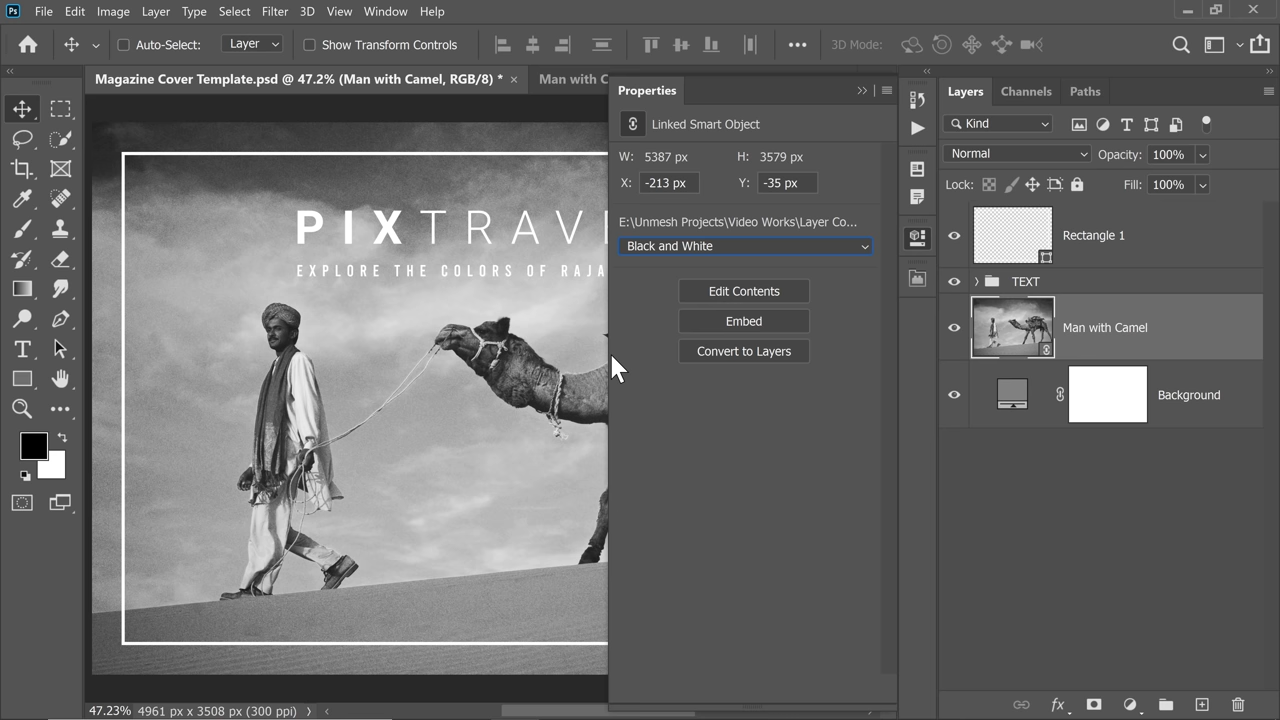 Ps File Edit Image Layer Type Select Filter 3D View Window Help
Auto-Select: Layer Show Transform Controls 3D Mode:
Magazine Cover Template.psd @ 47.2% (Man with Camel, RGB/8) * × Man with C
PIXTRAVE
EXPLORE THE COLORS OF RAJA
47.23% 4961 px x 3508 px (300 ppi)
Properties
Linked Smart Object
W: 5387 px H: 3579 px
X: -213 px Y: -35 px
E:\Unmesh Projects\Video Works\Layer Co...
Black and White
Edit Contents
Embed
Convert to Layers
Layers Channels Paths
Kind
Normal Opacity: 100%
Lock: Fill: 100%
Rectangle 1
TEXT
Man with Camel
Background
fx